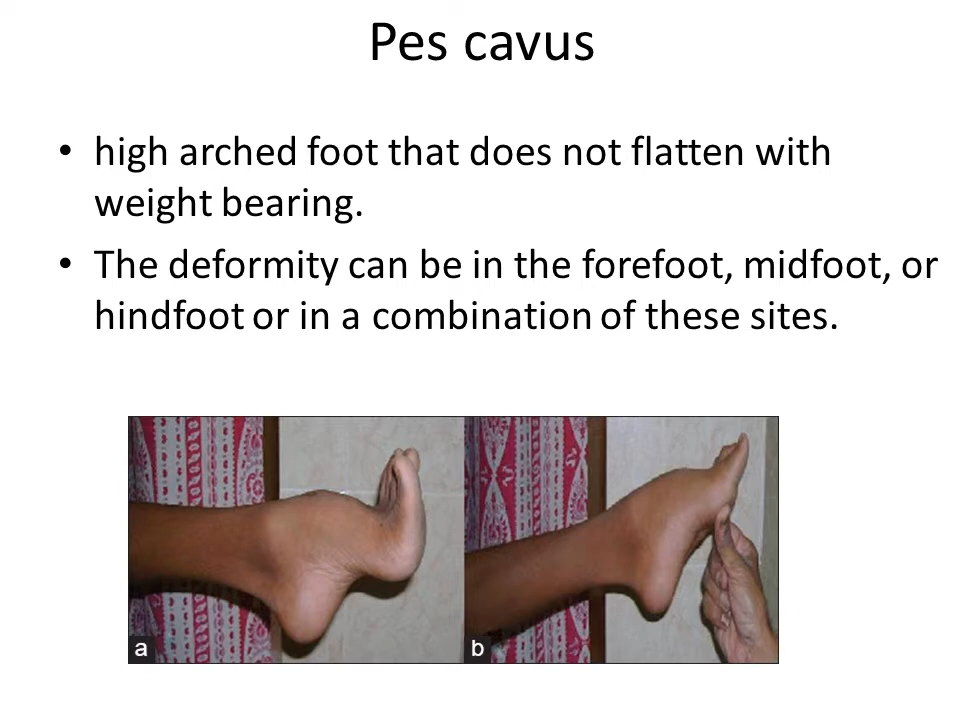 Pes cavus
• high arched foot that does not flatten with
weight bearing.
• The deformity can be in the forefoot, midfoot, or
hindfoot or in a combination of these sites.
a
b